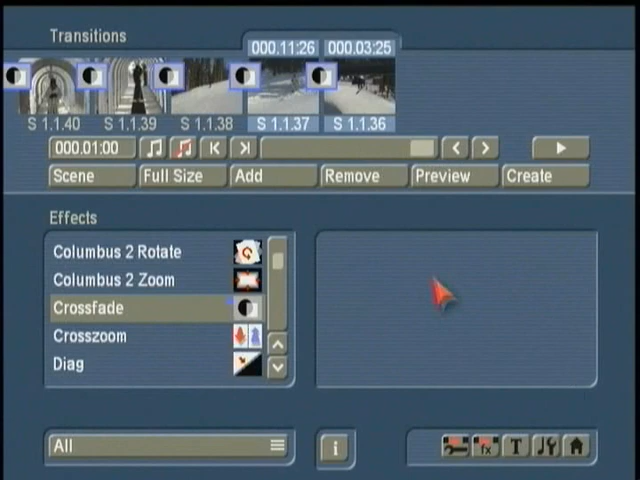 Transitions
000.11:26 000.03:25
S 1.1.40 S 1.1.39 S 1.1.38 S 1.1.37 S 1.1.36
000.01:00
Scene Full Size Add Remove Preview Create
Effects
Columbus 2 Rotate
Columbus 2 Zoom
Crossfade
Crosszoom
Diag
All i fx T